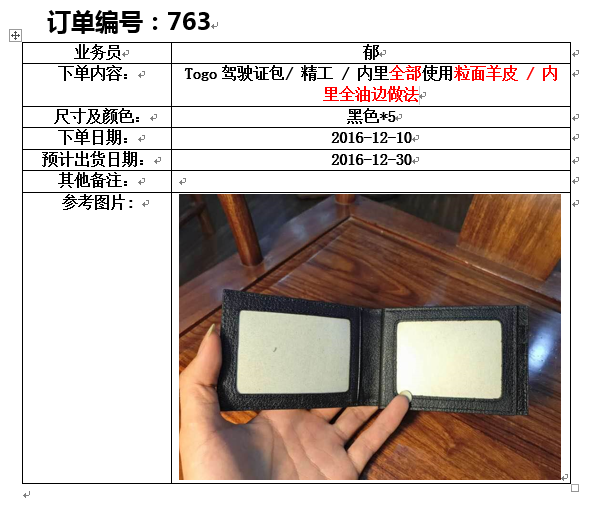 订单编号：763
业务员 郁
下单内容： Togo 驾驶证包/ 精工 / 内里全部使用粒面羊皮 / 内
里全油边做法
尺寸及颜色： 黑色*5
下单日期： 2016-12-10
预计出货日期： 2016-12-30
其他备注：
参考图片：